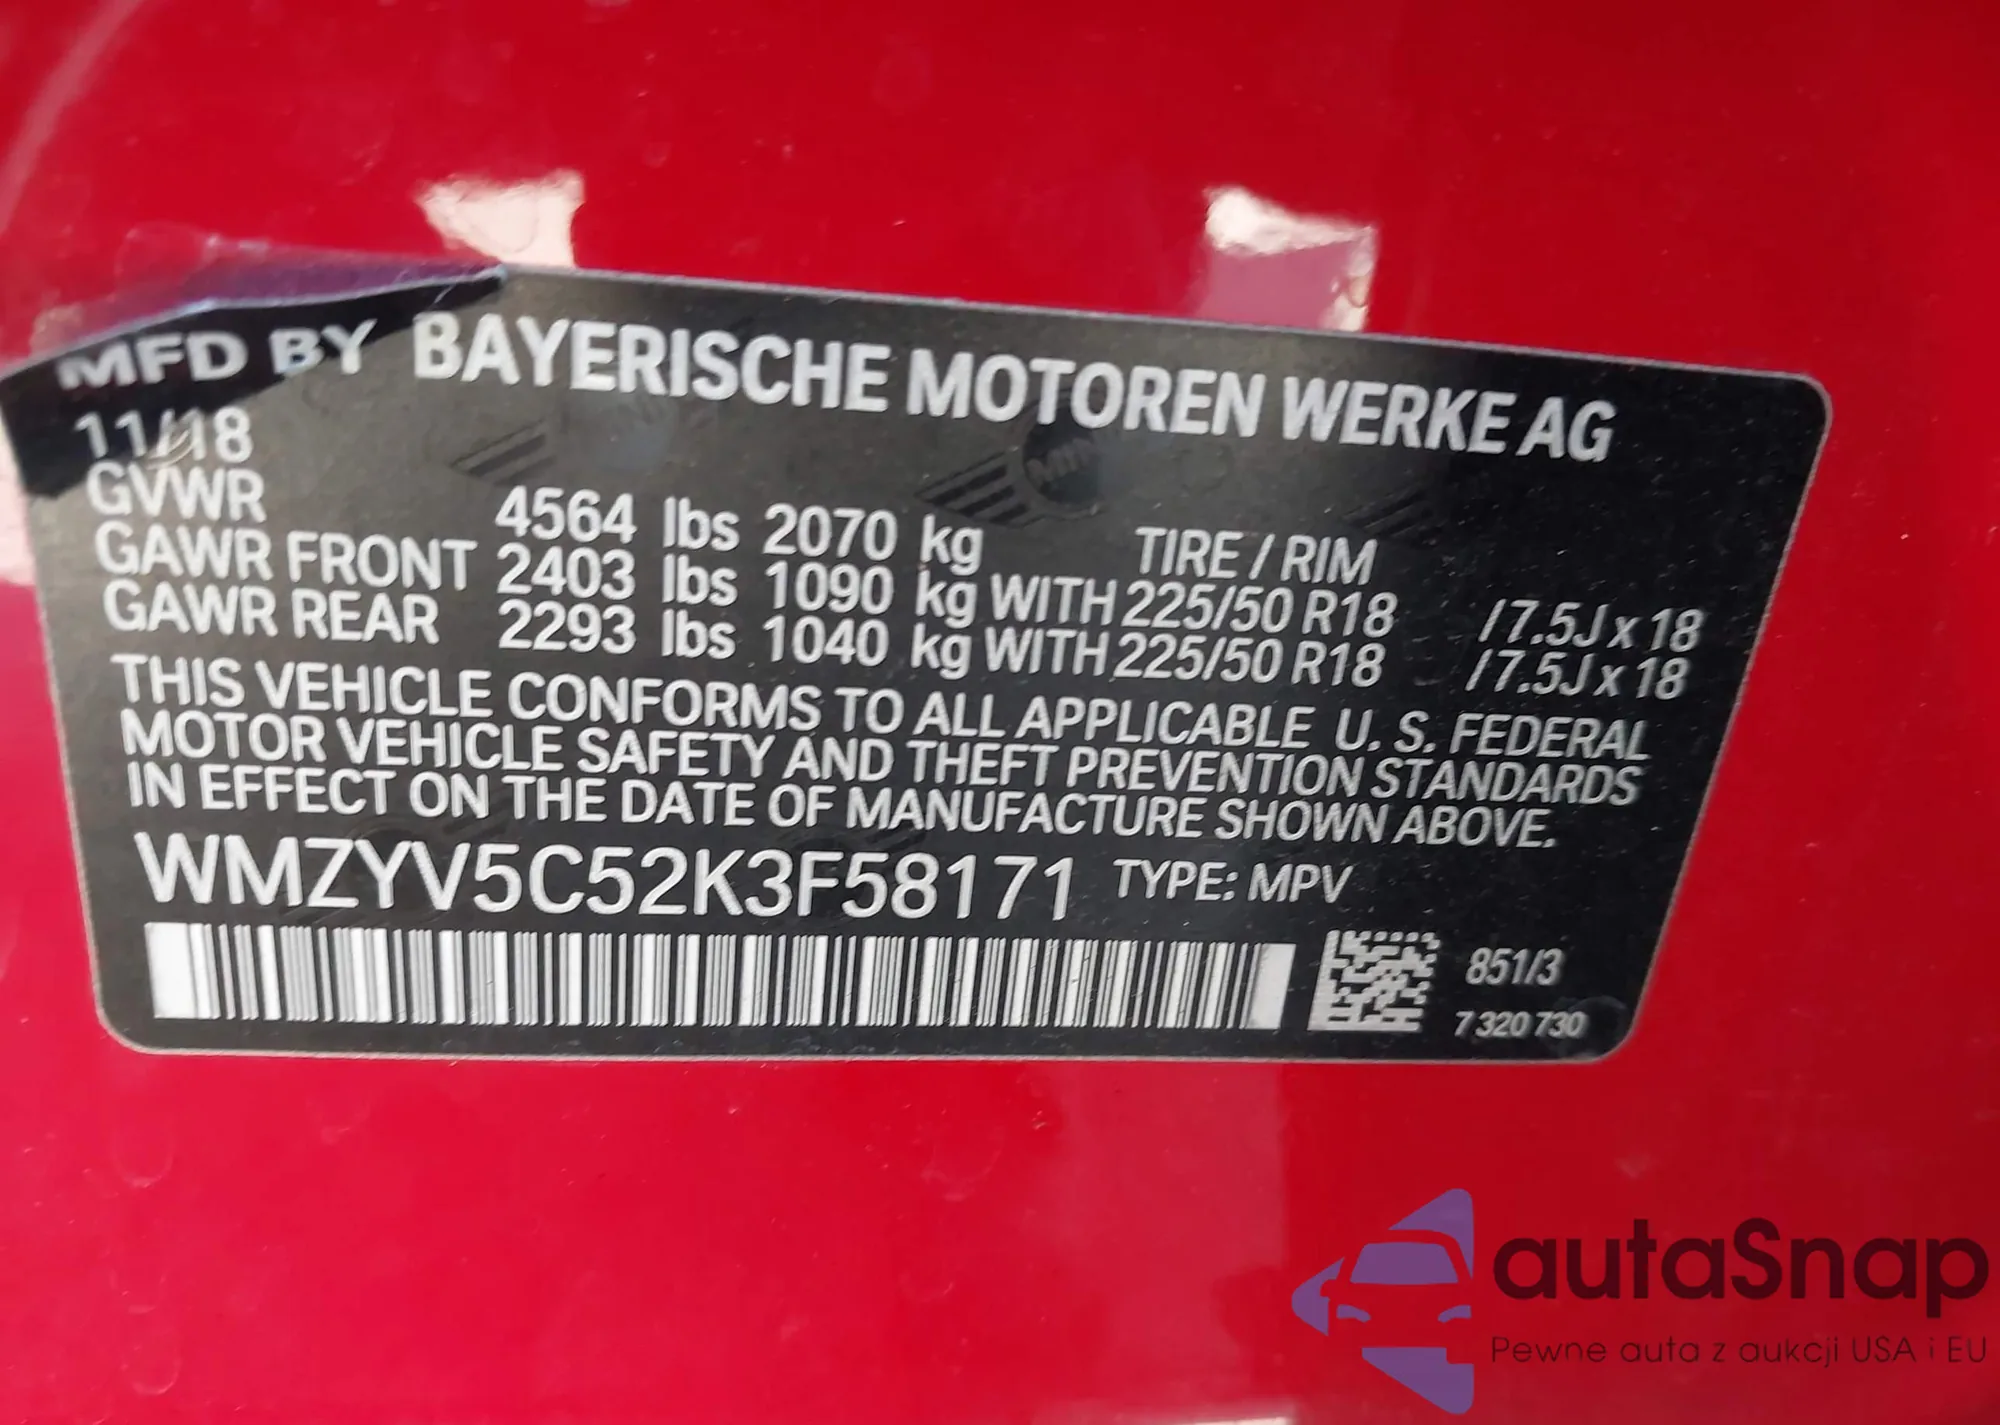 MFD BY BAYERISCHE MOTOREN WERKE AG
11/18
GVWR 4564 lbs 2070 kg TIRE / RIM
GAWR FRONT 2403 lbs 1090 kg WITH 225/50 R18 / 7.5J x 18
GAWR REAR 2293 lbs 1040 kg WITH 225/50 R18 / 7.5J x 18
THIS VEHICLE CONFORMS TO ALL APPLICABLE U. S. FEDERAL
MOTOR VEHICLE SAFETY AND THEFT PREVENTION STANDARDS
IN EFFECT ON THE DATE OF MANUFACTURE SHOWN ABOVE.
WMZYV5C52K3F58171 TYPE: MPV
851/3
7 320 730
autaSnap
Pewne auta z aukcji USA i EU